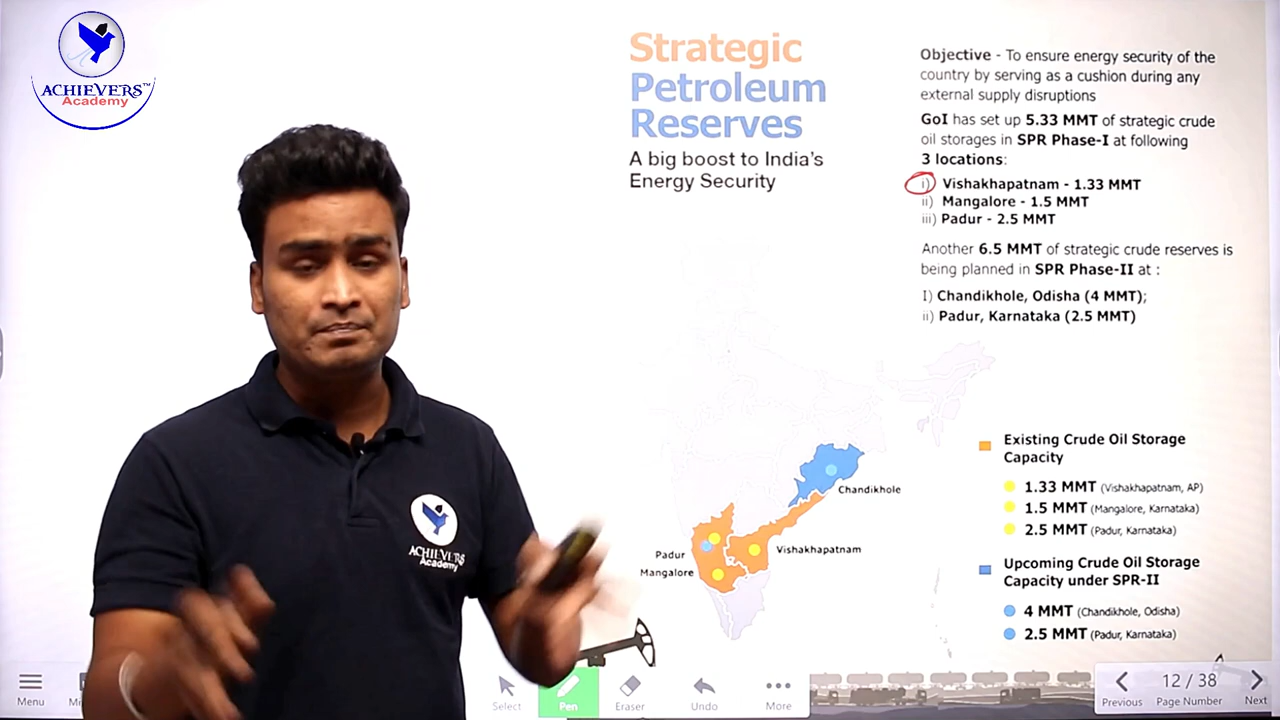 ACHIEVERS™
Academy
Strategic
Petroleum
Reserves
A big boost to India's
Energy Security
Objective - To ensure energy security of the
country by serving as a cushion during any
external supply disruptions
GoI has set up 5.33 MMT of strategic crude
oil storages in SPR Phase-I at following
3 locations:
i) Vishakhapatnam - 1.33 MMT
ii) Mangalore - 1.5 MMT
iii) Padur - 2.5 MMT
Another 6.5 MMT of strategic crude reserves is
being planned in SPR Phase-II at :
I) Chandikhole, Odisha (4 MMT);
ii) Padur, Karnataka (2.5 MMT)
Chandikhole
Vishakhapatnam
Padur
Mangalore
Existing Crude Oil Storage
Capacity
1.33 MMT (Vishakhapatnam, AP)
1.5 MMT (Mangalore, Karnataka)
2.5 MMT (Padur, Karnataka)
Upcoming Crude Oil Storage
Capacity under SPR-II
4 MMT (Chandikhole, Odisha)
2.5 MMT (Padur, Karnataka)
ACHIEVERS
Academy
Menu
Select
Pen
Eraser
Undo
More
Previous
12 / 38
Page Number
Next